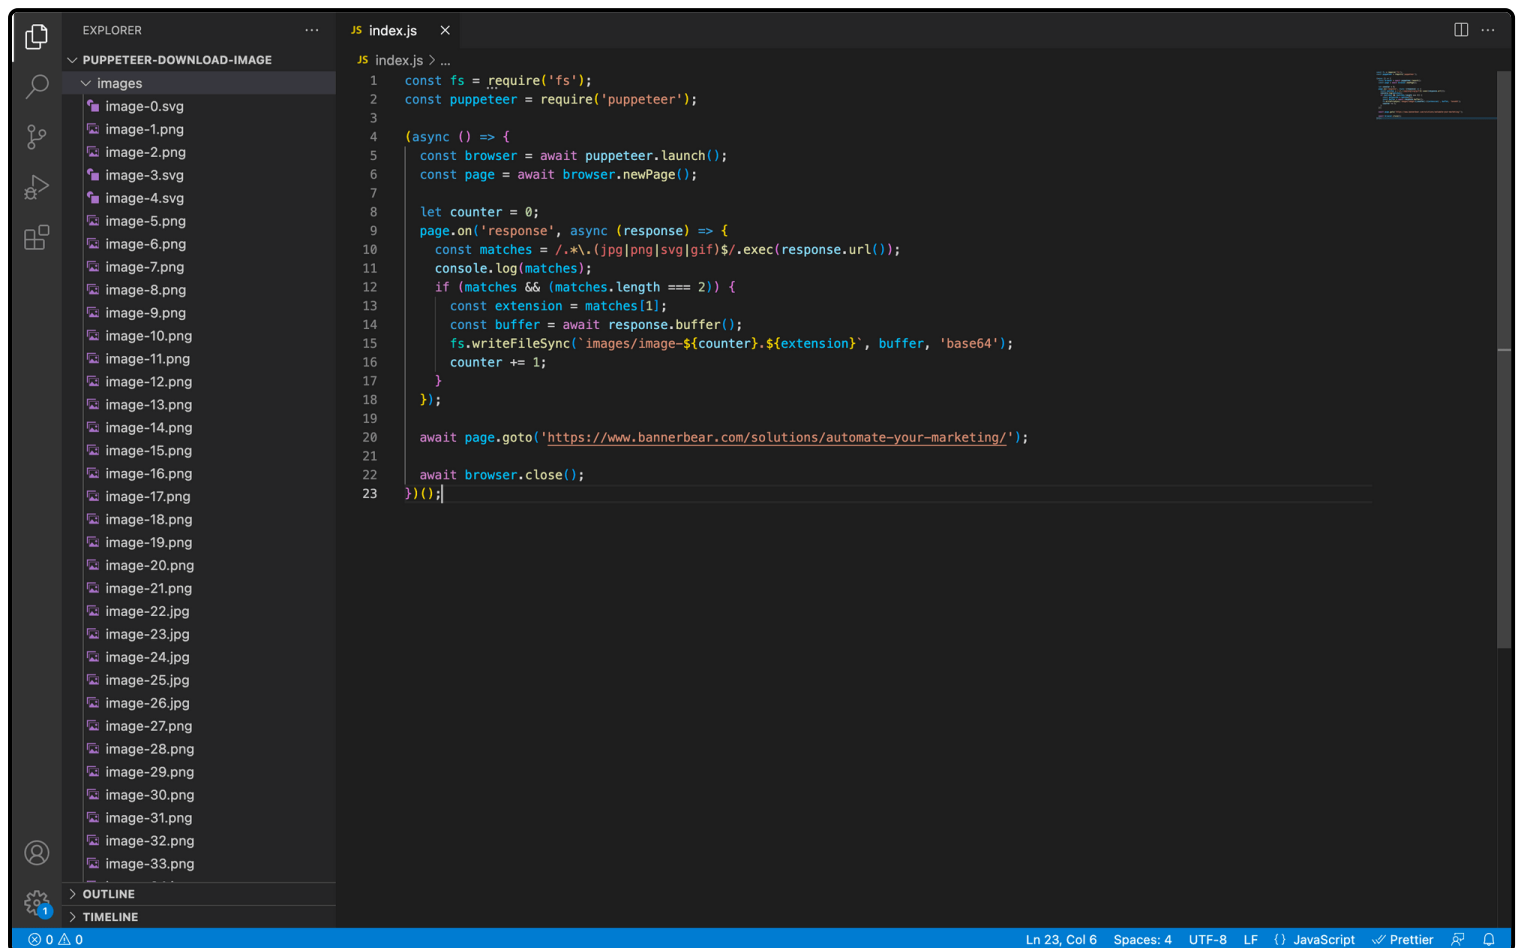 EXPLORER
PUPPETEER-DOWNLOAD-IMAGE
images
image-0.svg
image-1.png
image-2.png
image-3.svg
image-4.svg
image-5.png
image-6.png
image-7.png
image-8.png
image-9.png
image-10.png
image-11.png
image-12.png
image-13.png
image-14.png
image-15.png
image-16.png
image-17.png
image-18.png
image-19.png
image-20.png
image-21.png
image-22.jpg
image-23.jpg
image-24.jpg
image-25.jpg
image-26.jpg
image-27.png
image-28.png
image-29.png
image-30.png
image-31.png
image-32.png
image-33.png
OUTLINE
TIMELINE
JS index.js
JS index.js > ...
1 const fs = require('fs');
2 const puppeteer = require('puppeteer');
3
4 (async () => {
5 const browser = await puppeteer.launch();
6 const page = await browser.newPage();
7
8 let counter = 0;
9 page.on('response', async (response) => {
10 const matches = /.*\.(jpg|png|svg|gif)$/.exec(response.url());
11 console.log(matches);
12 if (matches && (matches.length === 2)) {
13 const extension = matches[1];
14 const buffer = await response.buffer();
15 fs.writeFileSync(`images/image-${counter}.${extension}`, buffer, 'base64');
16 counter += 1;
17 }
18 });
19
20 await page.goto('https://www.bannerbear.com/solutions/automate-your-marketing/');
21
22 await browser.close();
23 })();
1
0 0
Ln 23, Col 6 Spaces: 4 UTF-8 LF {} JavaScript Prettier